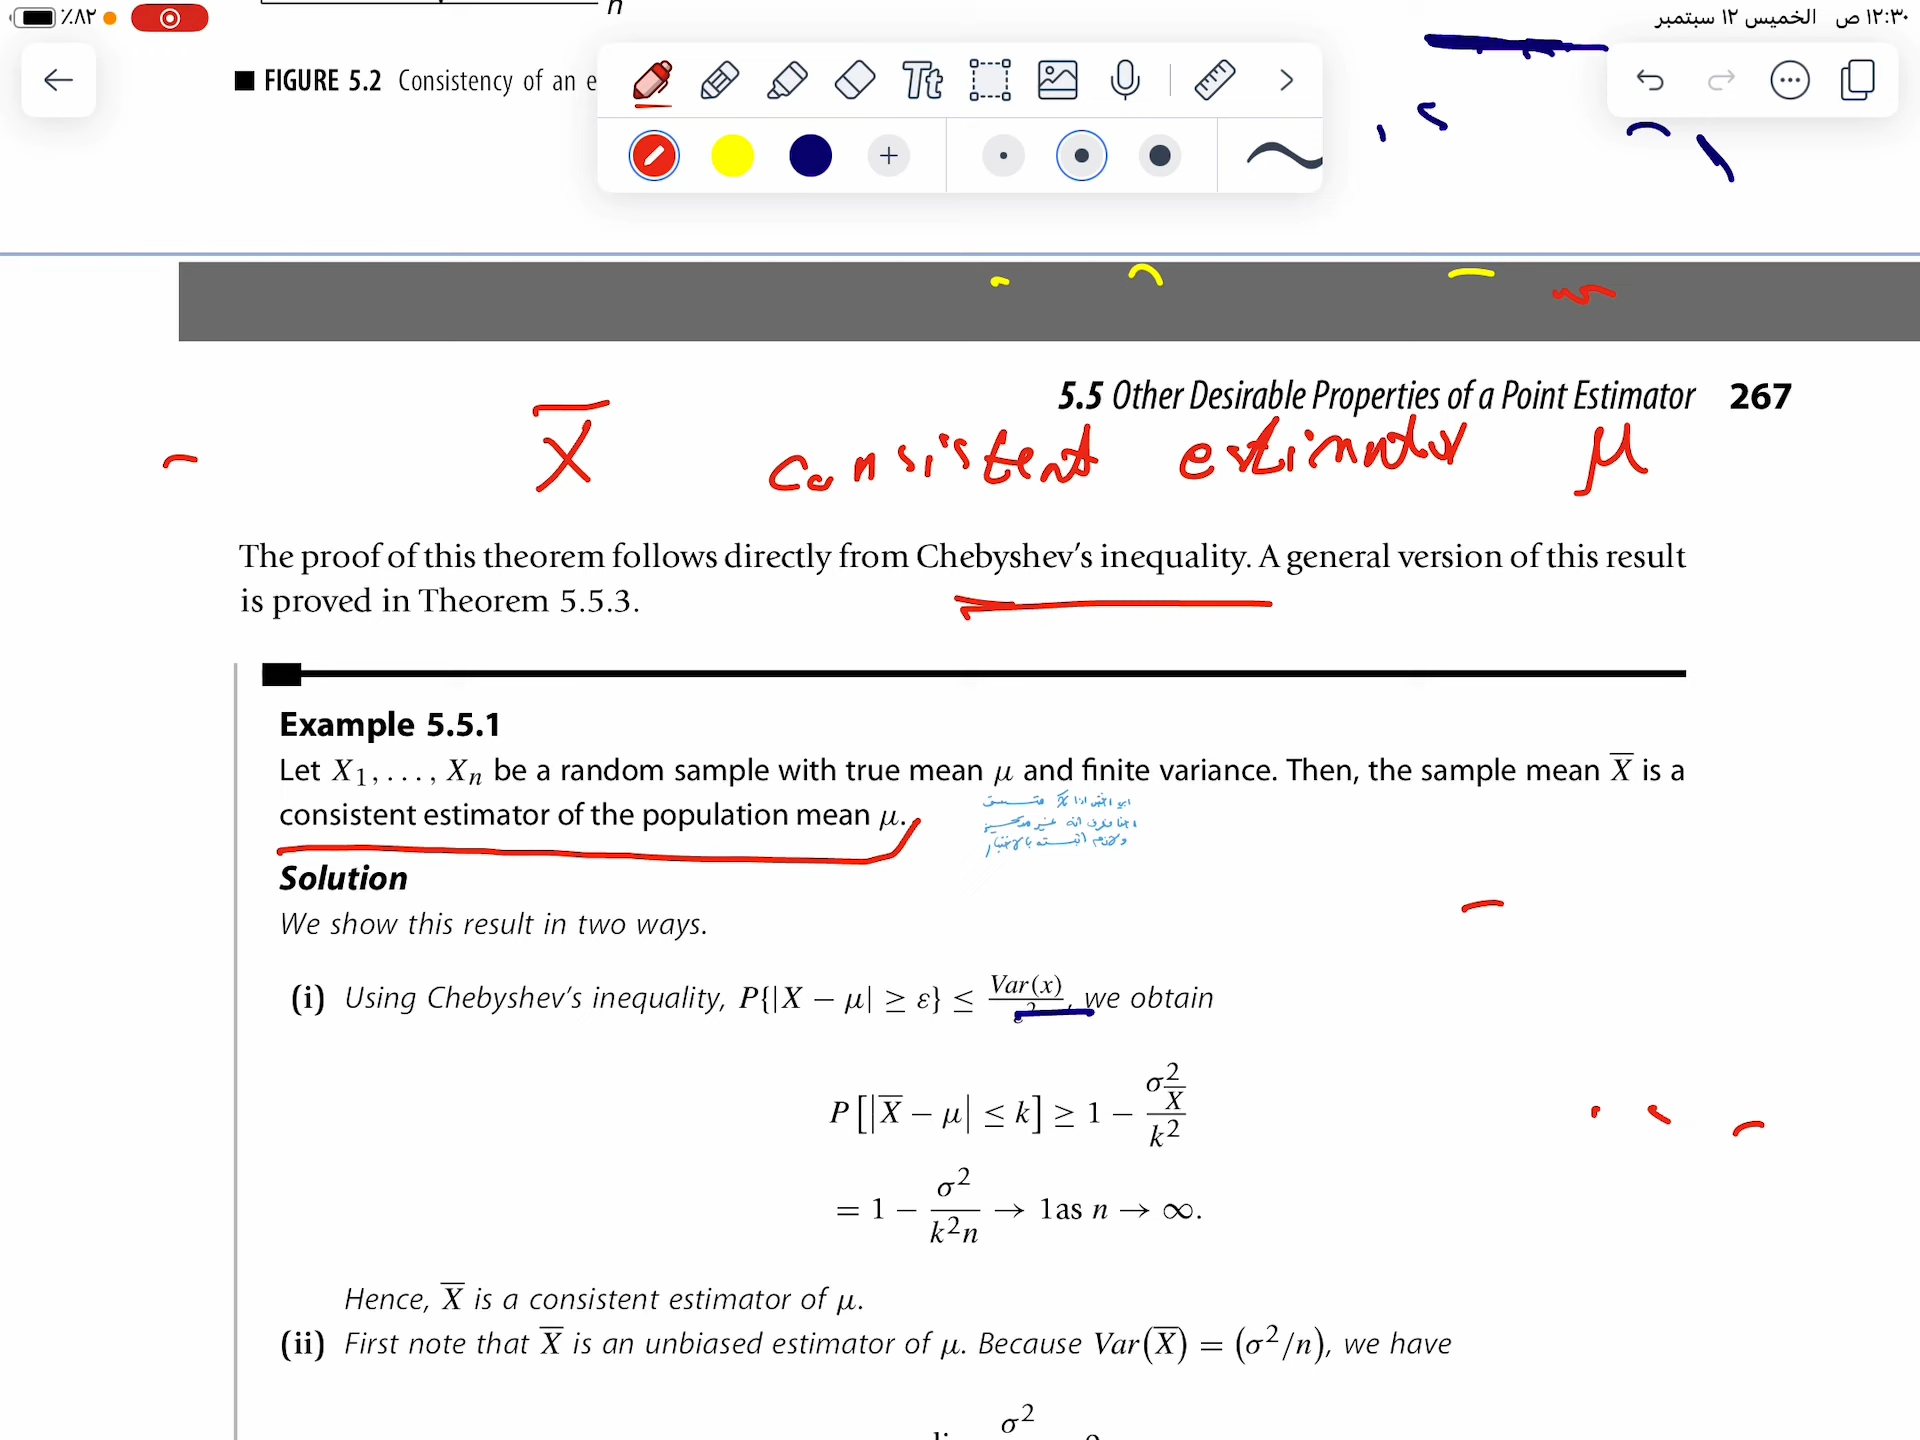 ٪٨٢
١٢:٣٠ ص الخميس ١٢ سبتمبر
n
■ FIGURE 5.2 Consistency of an e
Tt
5.5 Other Desirable Properties of a Point Estimator 267
X̅ consistent estimator μ
The proof of this theorem follows directly from Chebyshev's inequality. A general version of this result
is proved in Theorem 5.5.3.
Example 5.5.1
Let X₁, . . . , Xₙ be a random sample with true mean μ and finite variance. Then, the sample mean X̅ is a
consistent estimator of the population mean μ.
Solution
We show this result in two ways.
(i) Using Chebyshev's inequality, P{|X − μ| ≥ ε} ≤ Var(x)/ε², we obtain
P[|X̅ − μ| ≤ k] ≥ 1 − σ²_X̅/k²
= 1 − σ²/k²n → 1as n → ∞.
Hence, X̅ is a consistent estimator of μ.
(ii) First note that X̅ is an unbiased estimator of μ. Because Var(X̅) = (σ²/n), we have
σ²